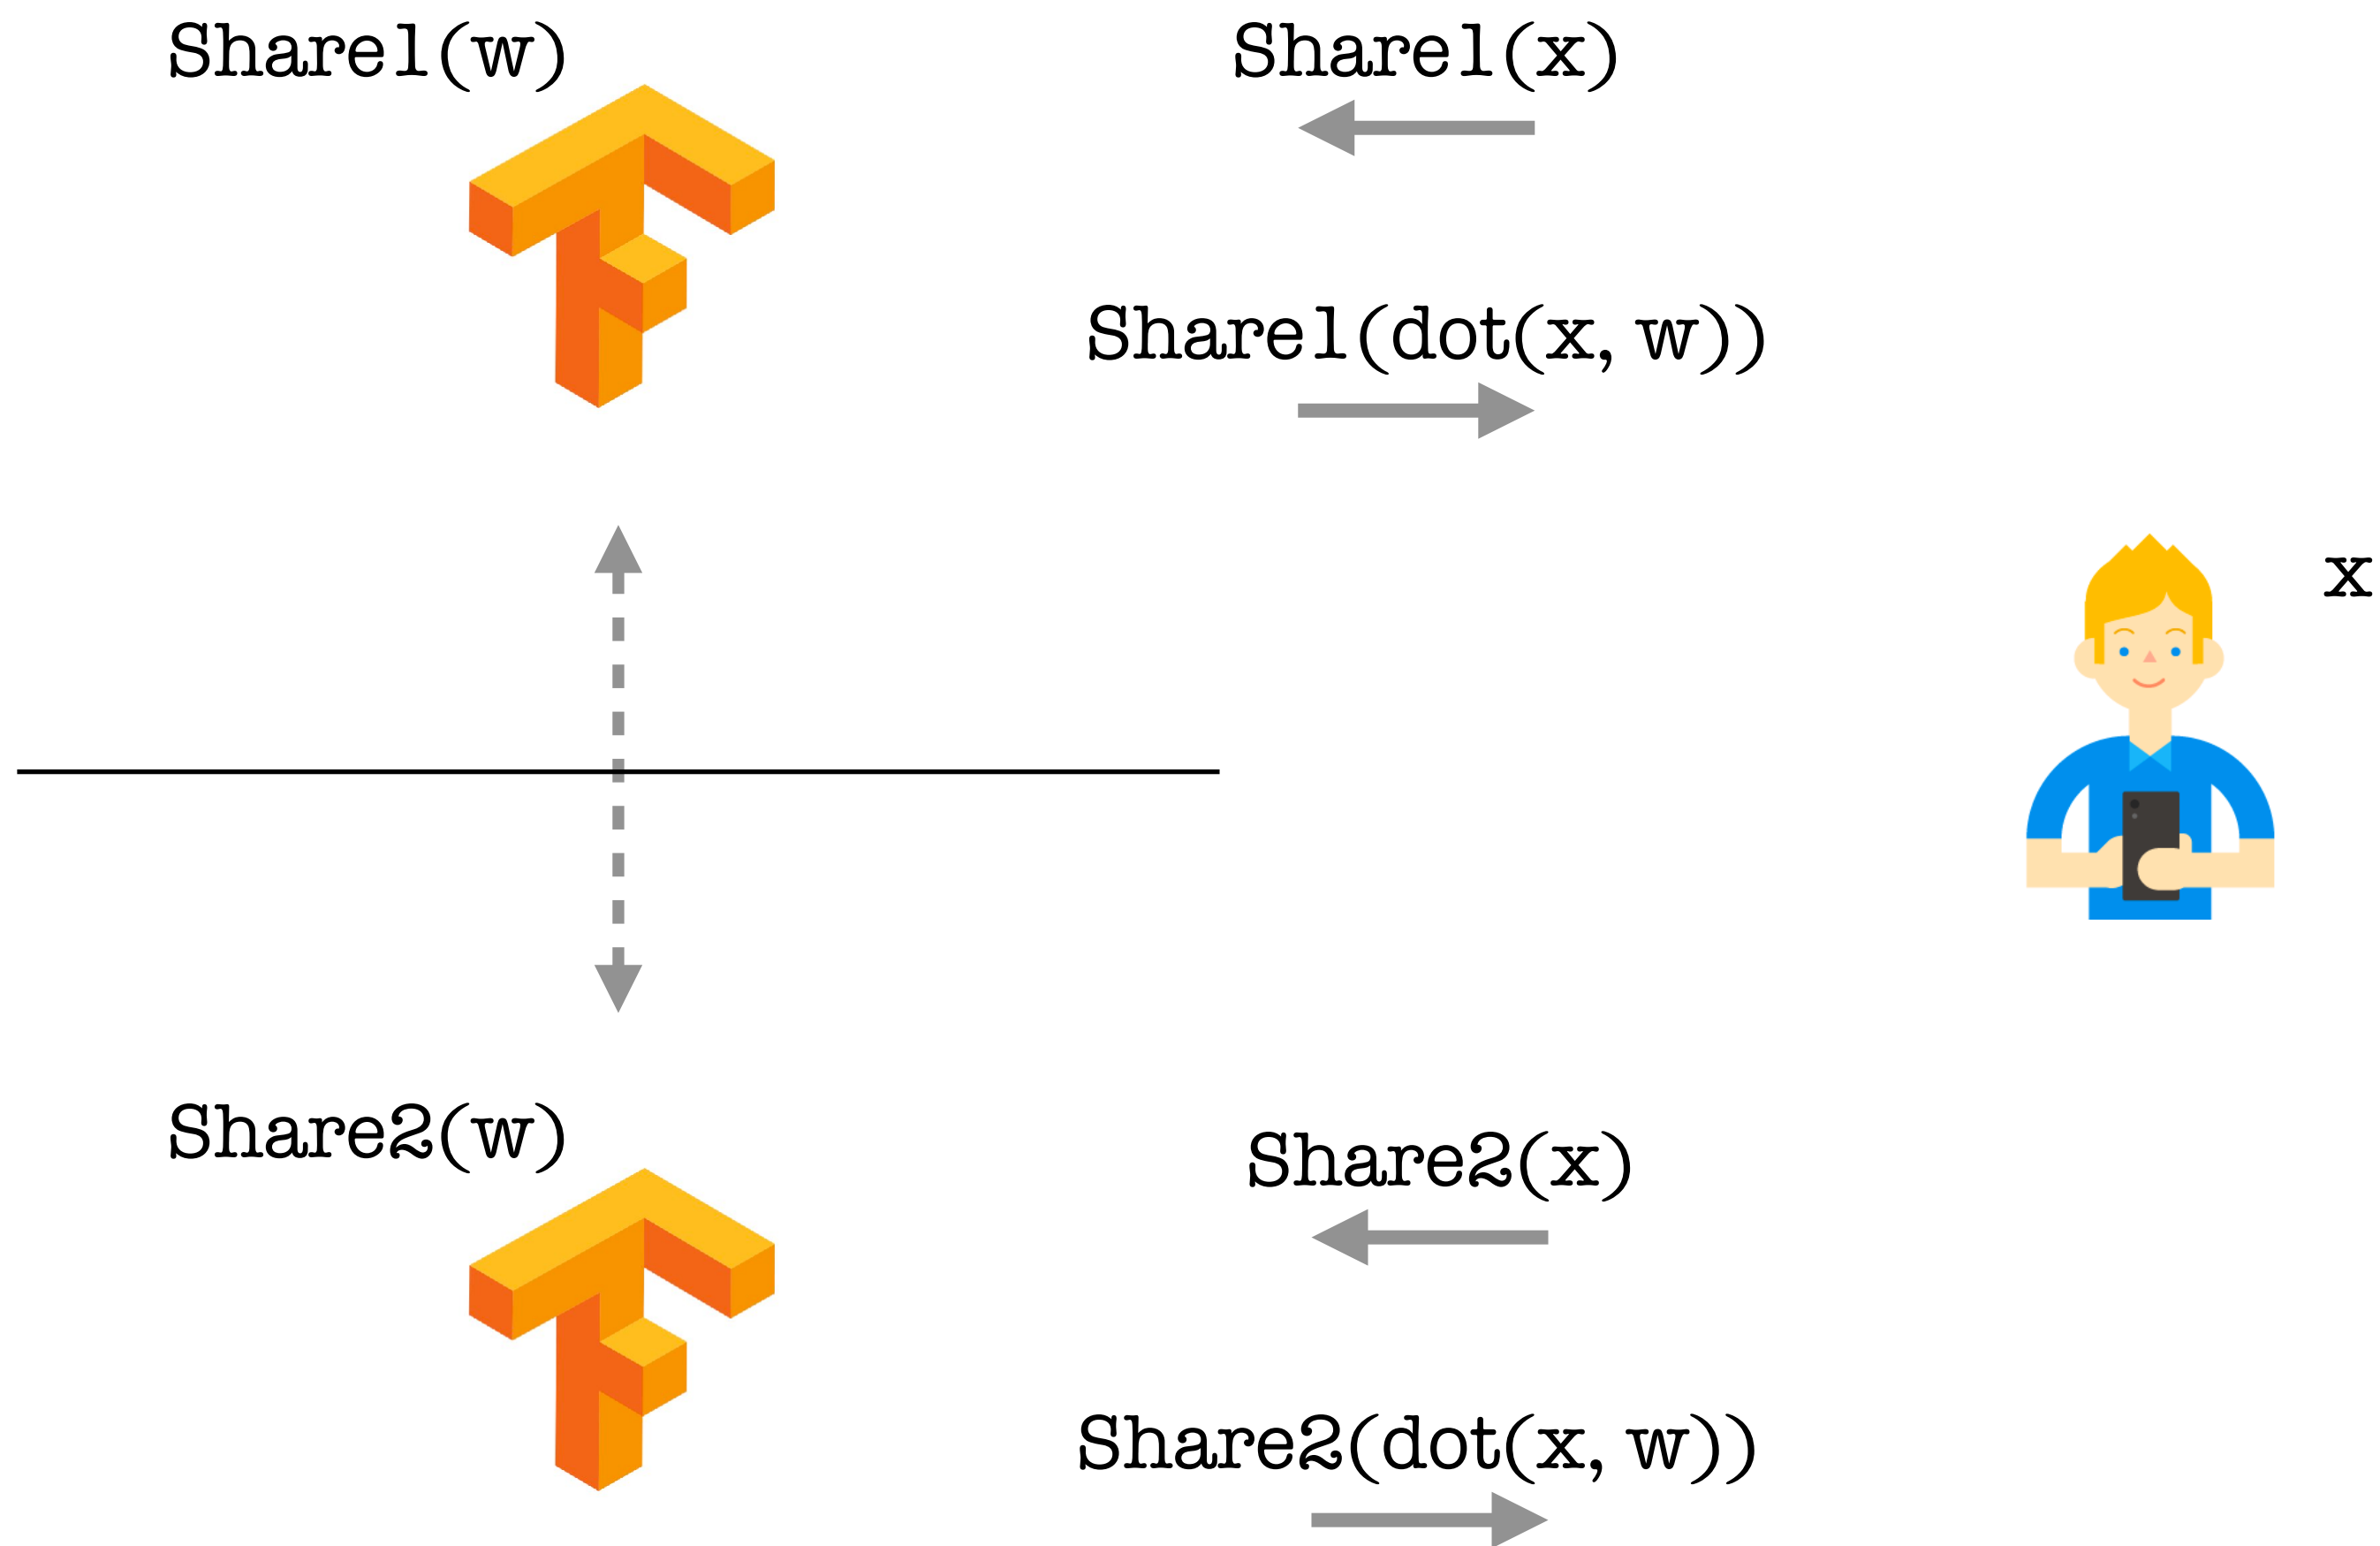 Share1(w)
Share1(x)
Share1(dot(x, w))
x
Share2(w)
Share2(x)
Share2(dot(x, w))